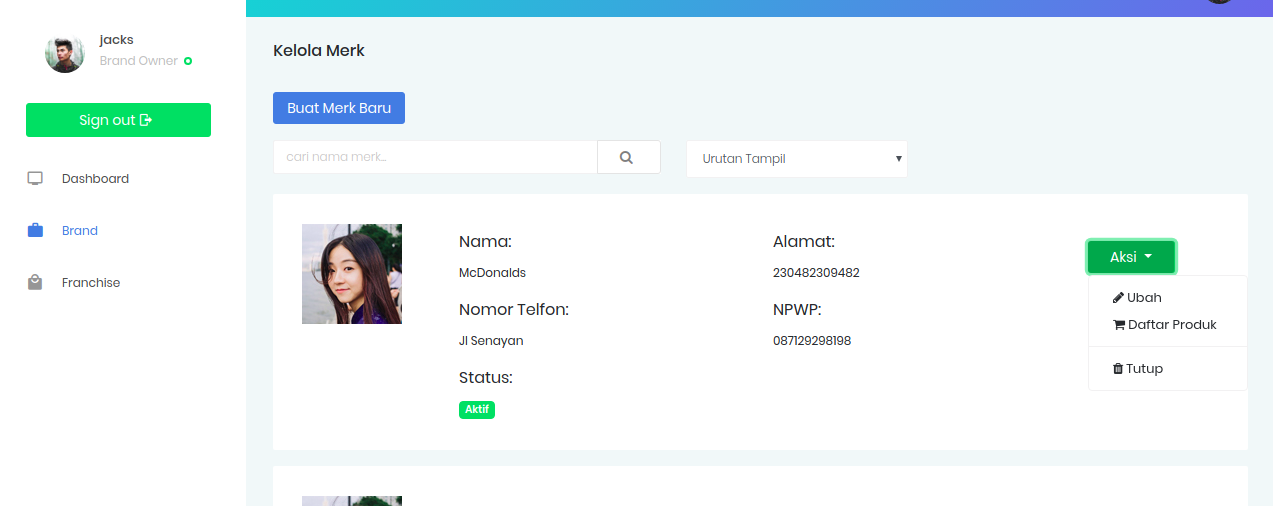 jacks
Brand Owner
Sign out
Dashboard
Brand
Franchise
Kelola Merk
Buat Merk Baru
cari nama merk...
Urutan Tampil
Nama:
McDonalds
Nomor Telfon:
Jl Senayan
Status:
Aktif
Alamat:
230482309482
NPWP:
087129298198
Aksi
Ubah
Daftar Produk
Tutup